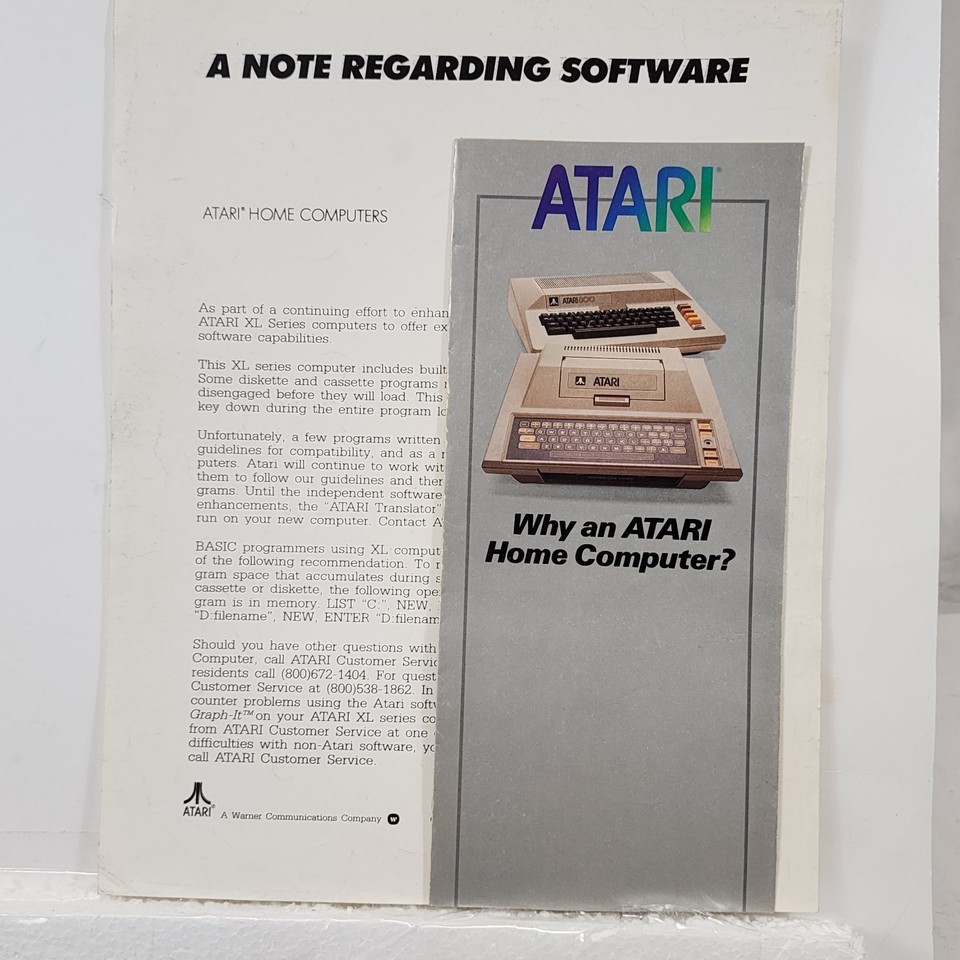 A NOTE REGARDING SOFTWARE
ATARI® HOME COMPUTERS
As part of a continuing effort to enhan
ATARI XL Series computers to offer ex
software capabilities.
This XL series computer includes built
Some diskette and cassette programs
disengaged before they will load. This
key down during the entire program lo
Unfortunately, a few programs written
guidelines for compatibility, and as a
puters. Atari will continue to work wit
them to follow our guidelines and ther
grams. Until the independent software
enhancements, the “ATARI Translator”
run on your new computer. Contact A
BASIC programmers using XL comput
of the following recommendation. To
gram space that accumulates during s
cassette or diskette, the following ope
gram is in memory. LIST “C:”, NEW,
“D:filename”, NEW, ENTER “D:filenam
Should you have other questions with
Computer, call ATARI Customer Servic
residents call (800)672-1404. For quest
Customer Service at (800)538-1862. In
counter problems using the Atari softw
Graph-It™ on your ATARI XL series co
from ATARI Customer Service at one
difficulties with non-Atari software, yo
call ATARI Customer Service.
ATARI® A Warner Communications Company
ATARI®
ATARI 800
ATARI
Why an ATARI
Home Computer?